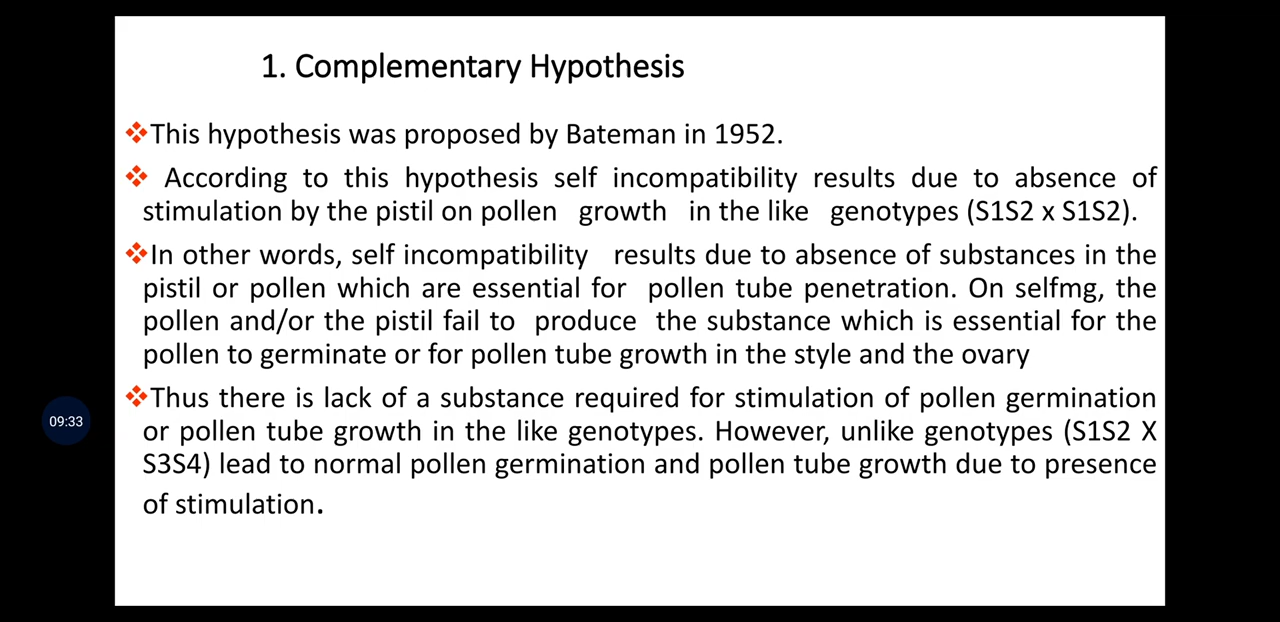 1. Complementary Hypothesis
❖This hypothesis was proposed by Bateman in 1952.
❖ According to this hypothesis self incompatibility results due to absence of
stimulation by the pistil on pollen growth in the like genotypes (S1S2 x S1S2).
❖In other words, self incompatibility results due to absence of substances in the
pistil or pollen which are essential for pollen tube penetration. On selfmg, the
pollen and/or the pistil fail to produce the substance which is essential for the
pollen to germinate or for pollen tube growth in the style and the ovary
❖Thus there is lack of a substance required for stimulation of pollen germination
or pollen tube growth in the like genotypes. However, unlike genotypes (S1S2 X
S3S4) lead to normal pollen germination and pollen tube growth due to presence
of stimulation.
09:33